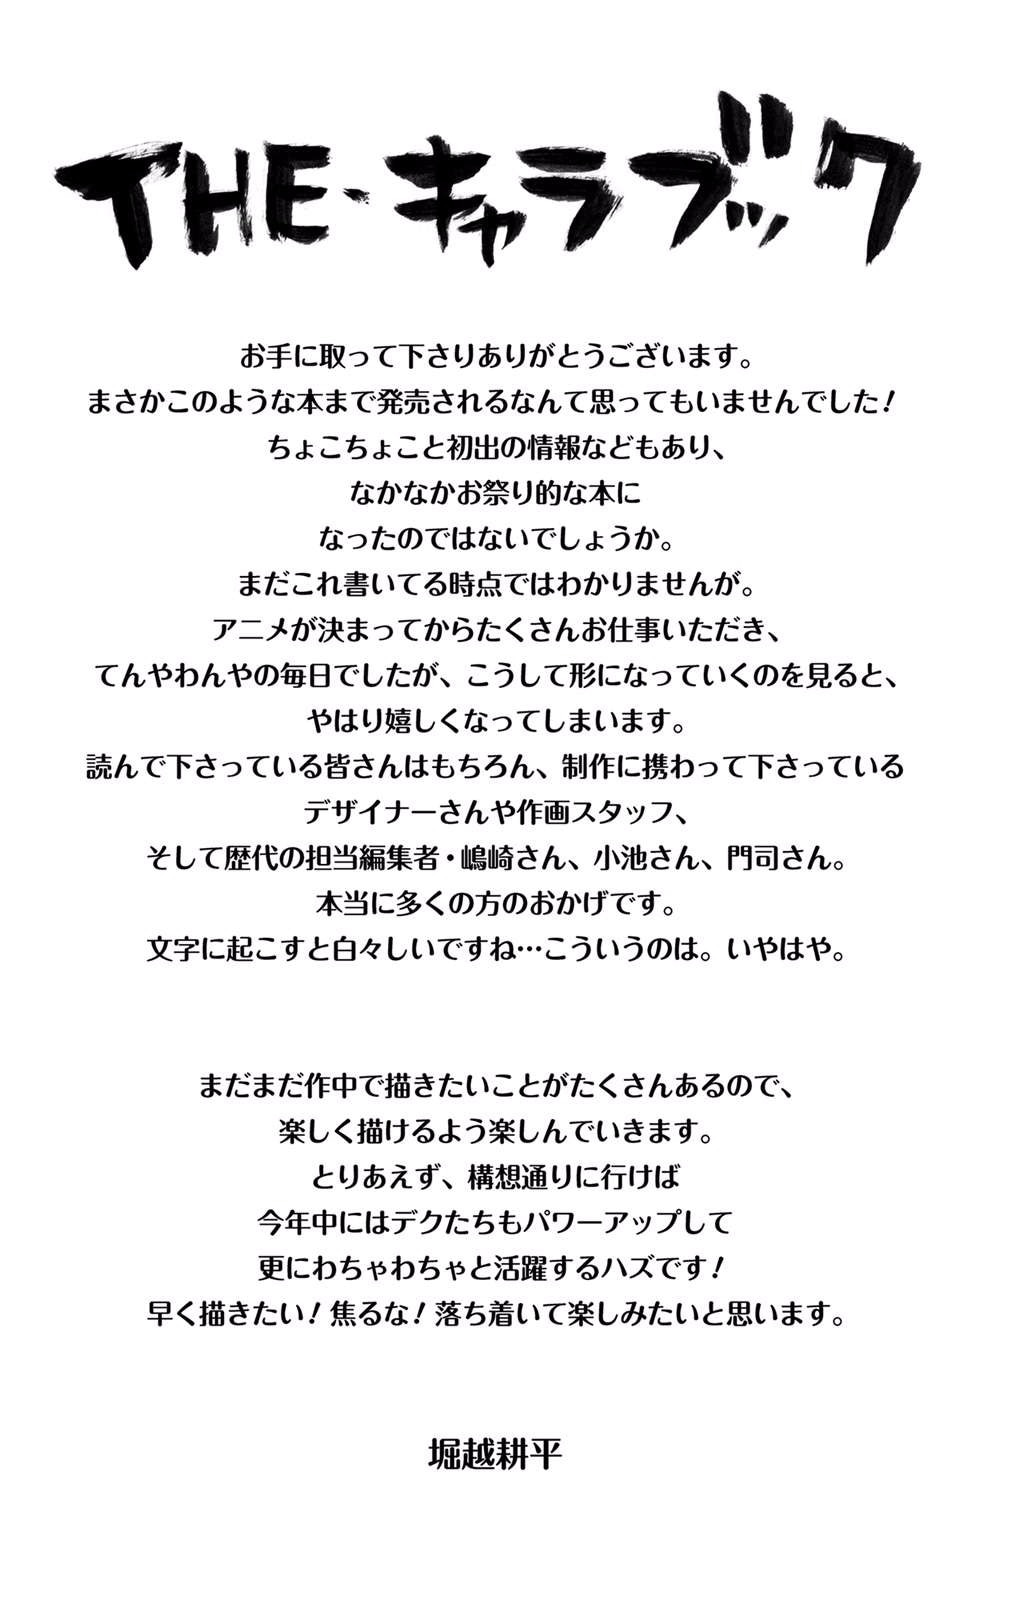 THE・キャラブック
お手に取って下さりありがとうございます。
まさかこのような本まで発売されるなんて思ってもいませんでした！
ちょこちょこと初出の情報などもあり、
なかなかお祭り的な本に
なったのではないでしょうか。
まだこれ書いてる時点ではわかりませんが。
アニメが決まってからたくさんお仕事いただき、
てんやわんやの毎日でしたが、こうして形になっていくのを見ると、
やはり嬉しくなってしまいます。
読んで下さっている皆さんはもちろん、制作に携わって下さっている
デザイナーさんや作画スタッフ、
そして歴代の担当編集者・嶋崎さん、小池さん、門司さん。
本当に多くの方のおかげです。
文字に起こすと白々しいですね…こういうのは。いやはや。
まだまだ作中で描きたいことがたくさんあるので、
楽しく描けるよう楽しんでいきます。
とりあえず、構想通りに行けば
今年中にはデクたちもパワーアップして
更にわちゃわちゃと活躍するハズです！
早く描きたい！焦るな！落ち着いて楽しみたいと思います。
堀越耕平